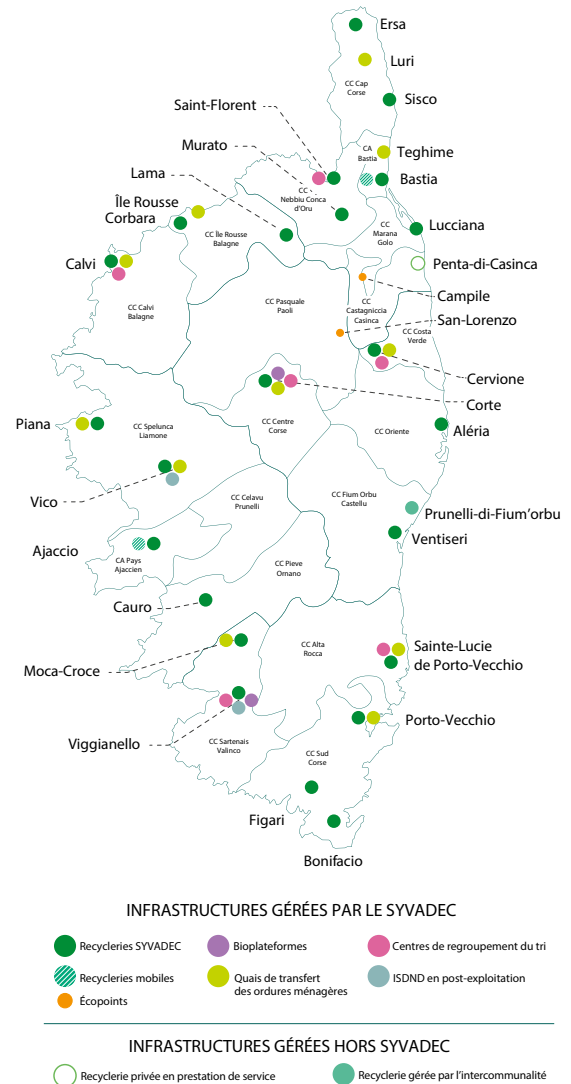 Ersa
Luri
CC Cap
Corse
Sisco
Saint-Florent
Murato
CA
Bastia
Teghime
Bastia
Lama
CC
Nebbiu Conca
d'Oru
Île Rousse
Corbara
CC Île Rousse
Balagne
CC
Marana
Golo
Lucciana
Calvi
Penta-di-Casinca
Campile
CC Calvi
Balagne
CC Pasquale
Paoli
CC
Castagniccia
Casinca
San-Lorenzo
CC Costa
Verde
Cervione
Corte
Piana
CC Spelunca
Liamone
CC Centre
Corse
CC Oriente
Aléria
Vico
CC Celavu
Prunelli
CC Fium Orbu
Castellu
Prunelli-di-Fium'orbu
Ventiseri
Ajaccio
CA Pays
Ajaccien
CC Pieve
Ornano
Cauro
Moca-Croce
CC Alta
Rocca
Sainte-Lucie
de Porto-Vecchio
Viggianello
Porto-Vecchio
CC Sartenais
Valinco
CC Sud
Corse
Figari
Bonifacio
INFRASTRUCTURES GÉRÉES PAR LE SYVADEC
Recycleries SYVADEC
Bioplateformes
Centres de regroupement du tri
Recycleries mobiles
Quais de transfert
des ordures ménagères
ISDND en post-exploitation
Écopoints
INFRASTRUCTURES GÉRÉES HORS SYVADEC
Recyclerie privée en prestation de service
Recyclerie gérée par l'intercommunalité